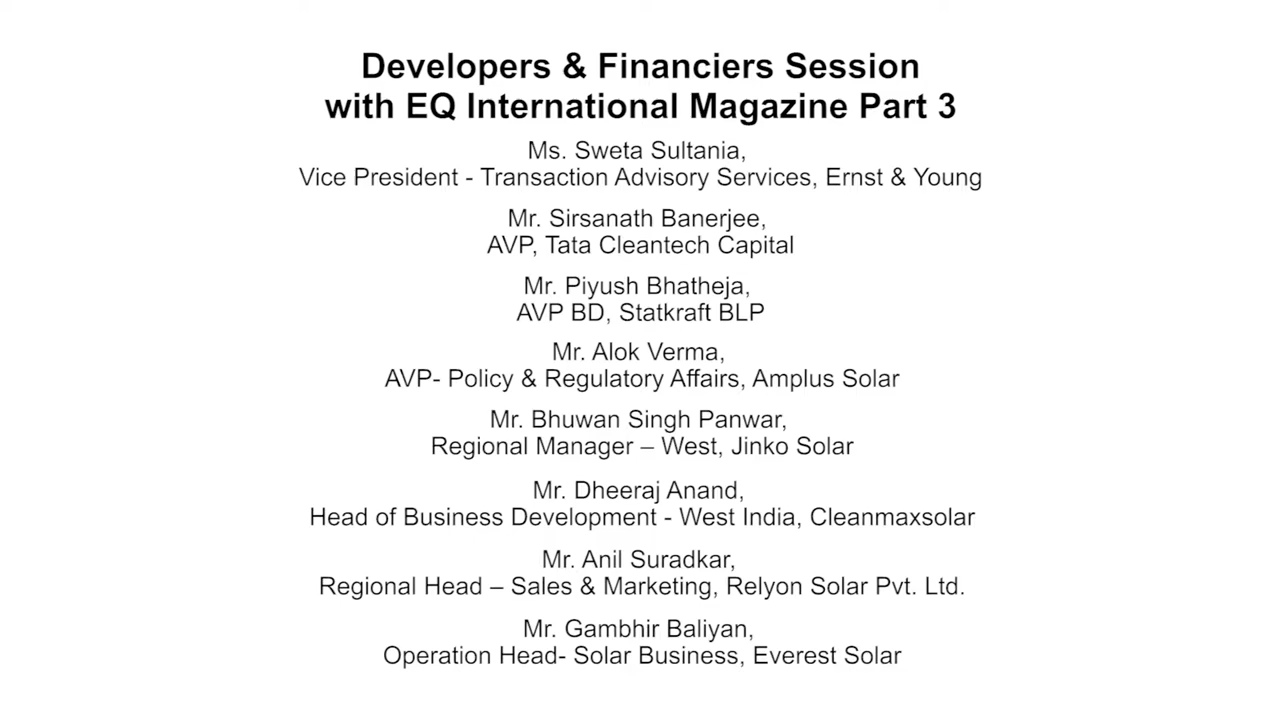 Developers & Financiers Session
with EQ International Magazine Part 3
Ms. Sweta Sultania,
Vice President - Transaction Advisory Services, Ernst & Young
Mr. Sirsanath Banerjee,
AVP, Tata Cleantech Capital
Mr. Piyush Bhatheja,
AVP BD, Statkraft BLP
Mr. Alok Verma,
AVP- Policy & Regulatory Affairs, Amplus Solar
Mr. Bhuwan Singh Panwar,
Regional Manager – West, Jinko Solar
Mr. Dheeraj Anand,
Head of Business Development - West India, Cleanmaxsolar
Mr. Anil Suradkar,
Regional Head – Sales & Marketing, Relyon Solar Pvt. Ltd.
Mr. Gambhir Baliyan,
Operation Head- Solar Business, Everest Solar